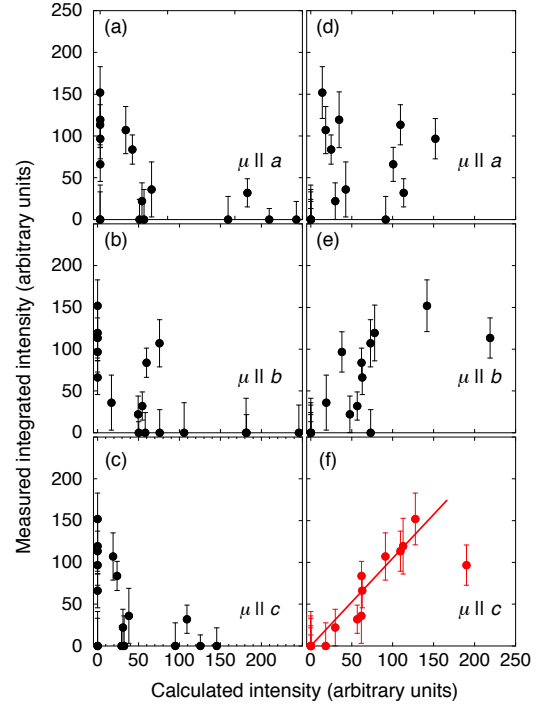 Measured integrated intensity (arbitrary units)
250
200
150
100
50
0
(a)
μ || a
(d)
μ || a
200
150
100
50
0
(b)
μ || b
(e)
μ || b
200
150
100
50
0
(c)
μ || c
(f)
μ || c
0 50 100 150 200
0 50 100 150 200 250
Calculated intensity (arbitrary units)